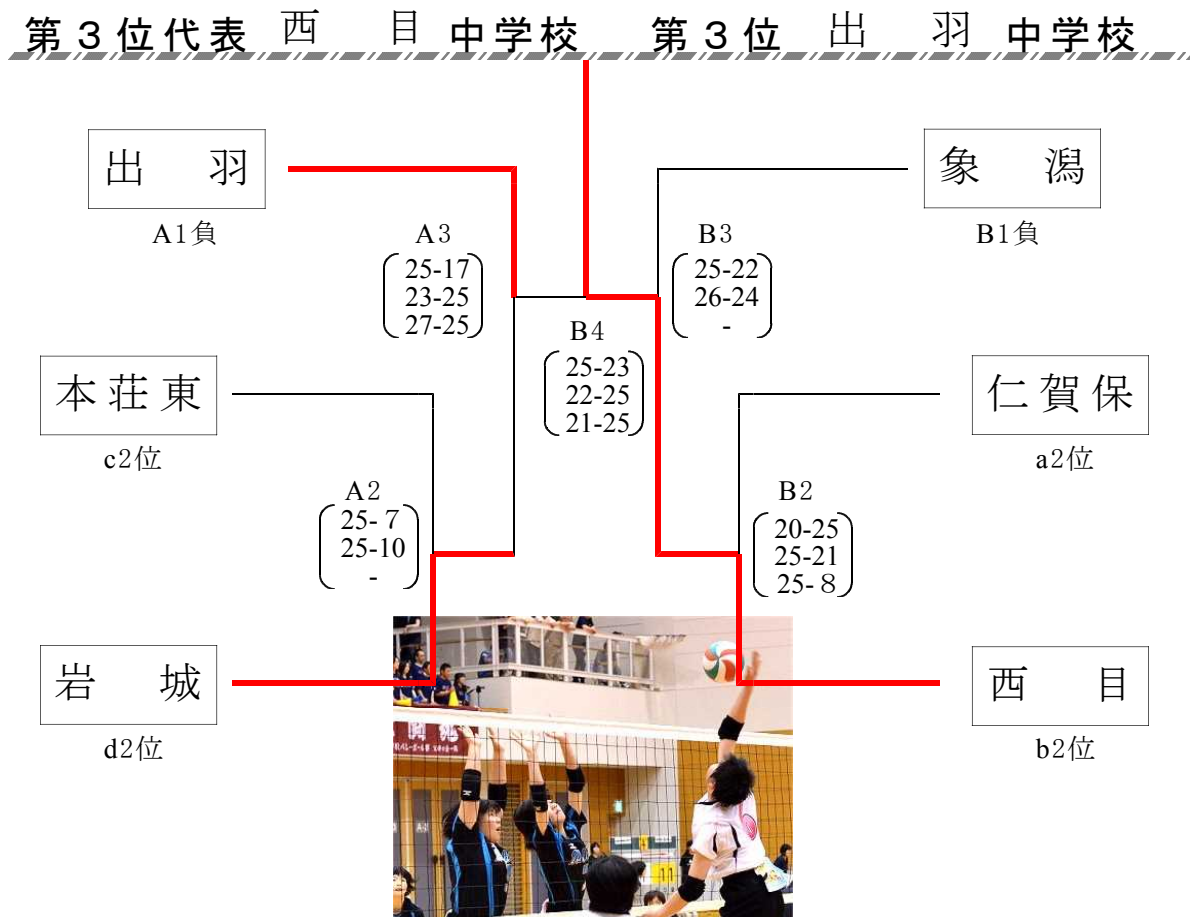 第３位代表 西 目 中学校 第３位 出 羽 中学校
出 羽
A1負
象 潟
B1負
A3
25-17
23-25
27-25
B3
25-22
26-24
-
B4
25-23
22-25
21-25
本荘東
c2位
仁賀保
a2位
A2
25-７
25-10
-
B2
20-25
25-21
25-８
岩 城
d2位
西 目
b2位
11